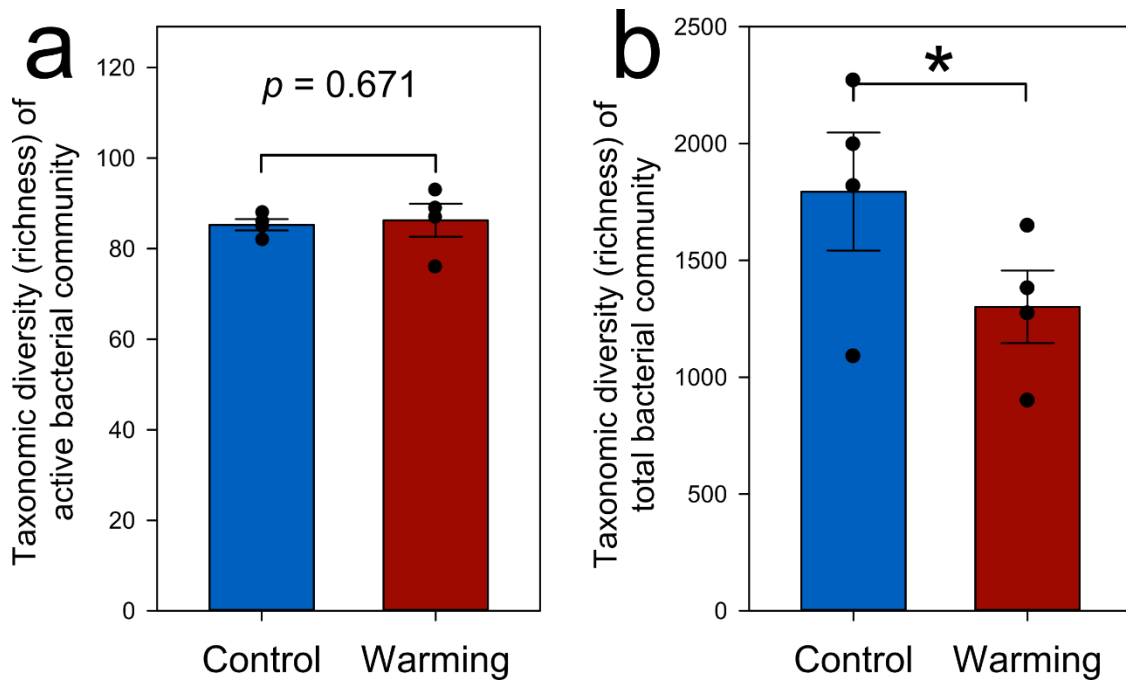 a
Taxonomic diversity (richness) of
active bacterial community
120
100
80
60
40
20
0
p = 0.671
Control Warming
b
Taxonomic diversity (richness) of
total bacterial community
2500
2000
1500
1000
500
0
*
Control Warming